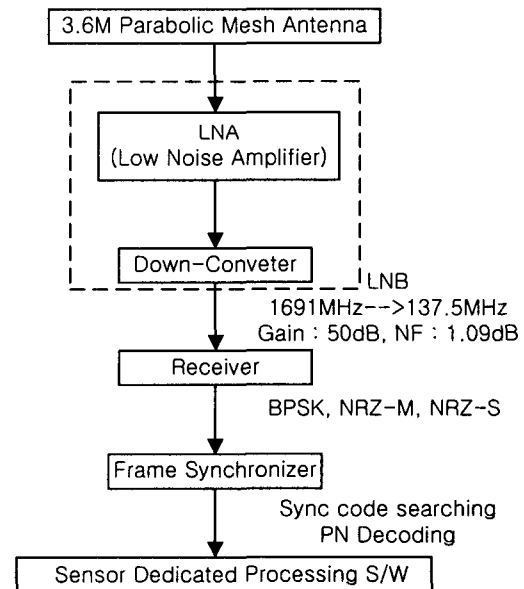 3.6M Parabolic Mesh Antenna
LNA
(Low Noise Amplifier)
Down-Conveter
LNB
1691MHz-->137.5MHz
Gain : 50dB, NF : 1.09dB
Receiver
BPSK, NRZ-M, NRZ-S
Frame Synchronizer
Sync code searching
PN Decoding
Sensor Dedicated Processing S/W